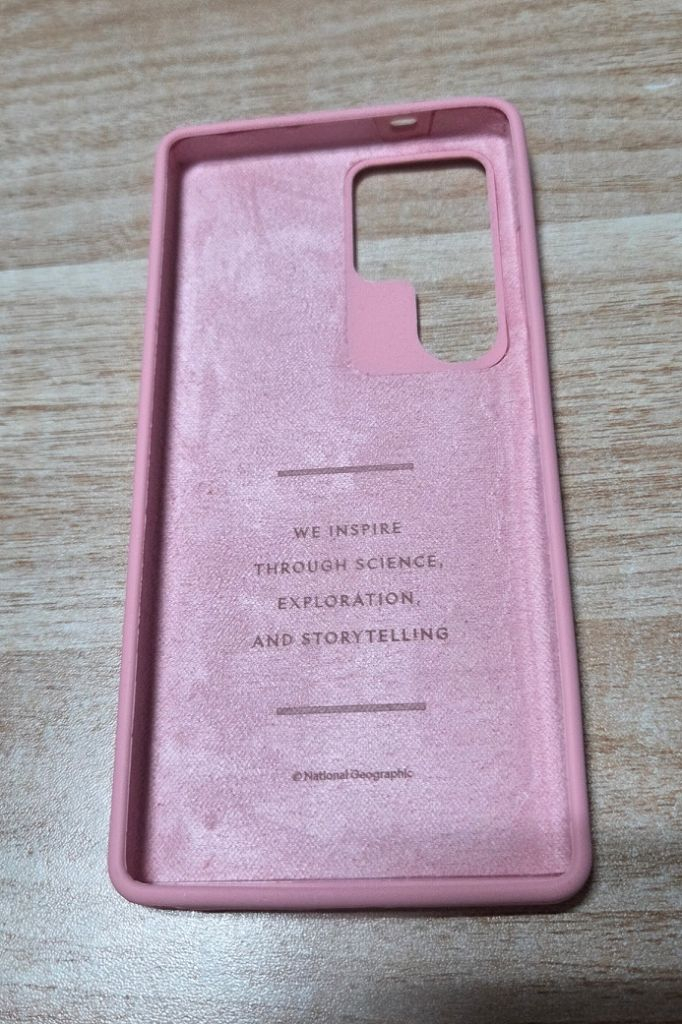 WE INSPIRE
THROUGH SCIENCE,
EXPLORATION,
AND STORYTELLING
© National Geographic